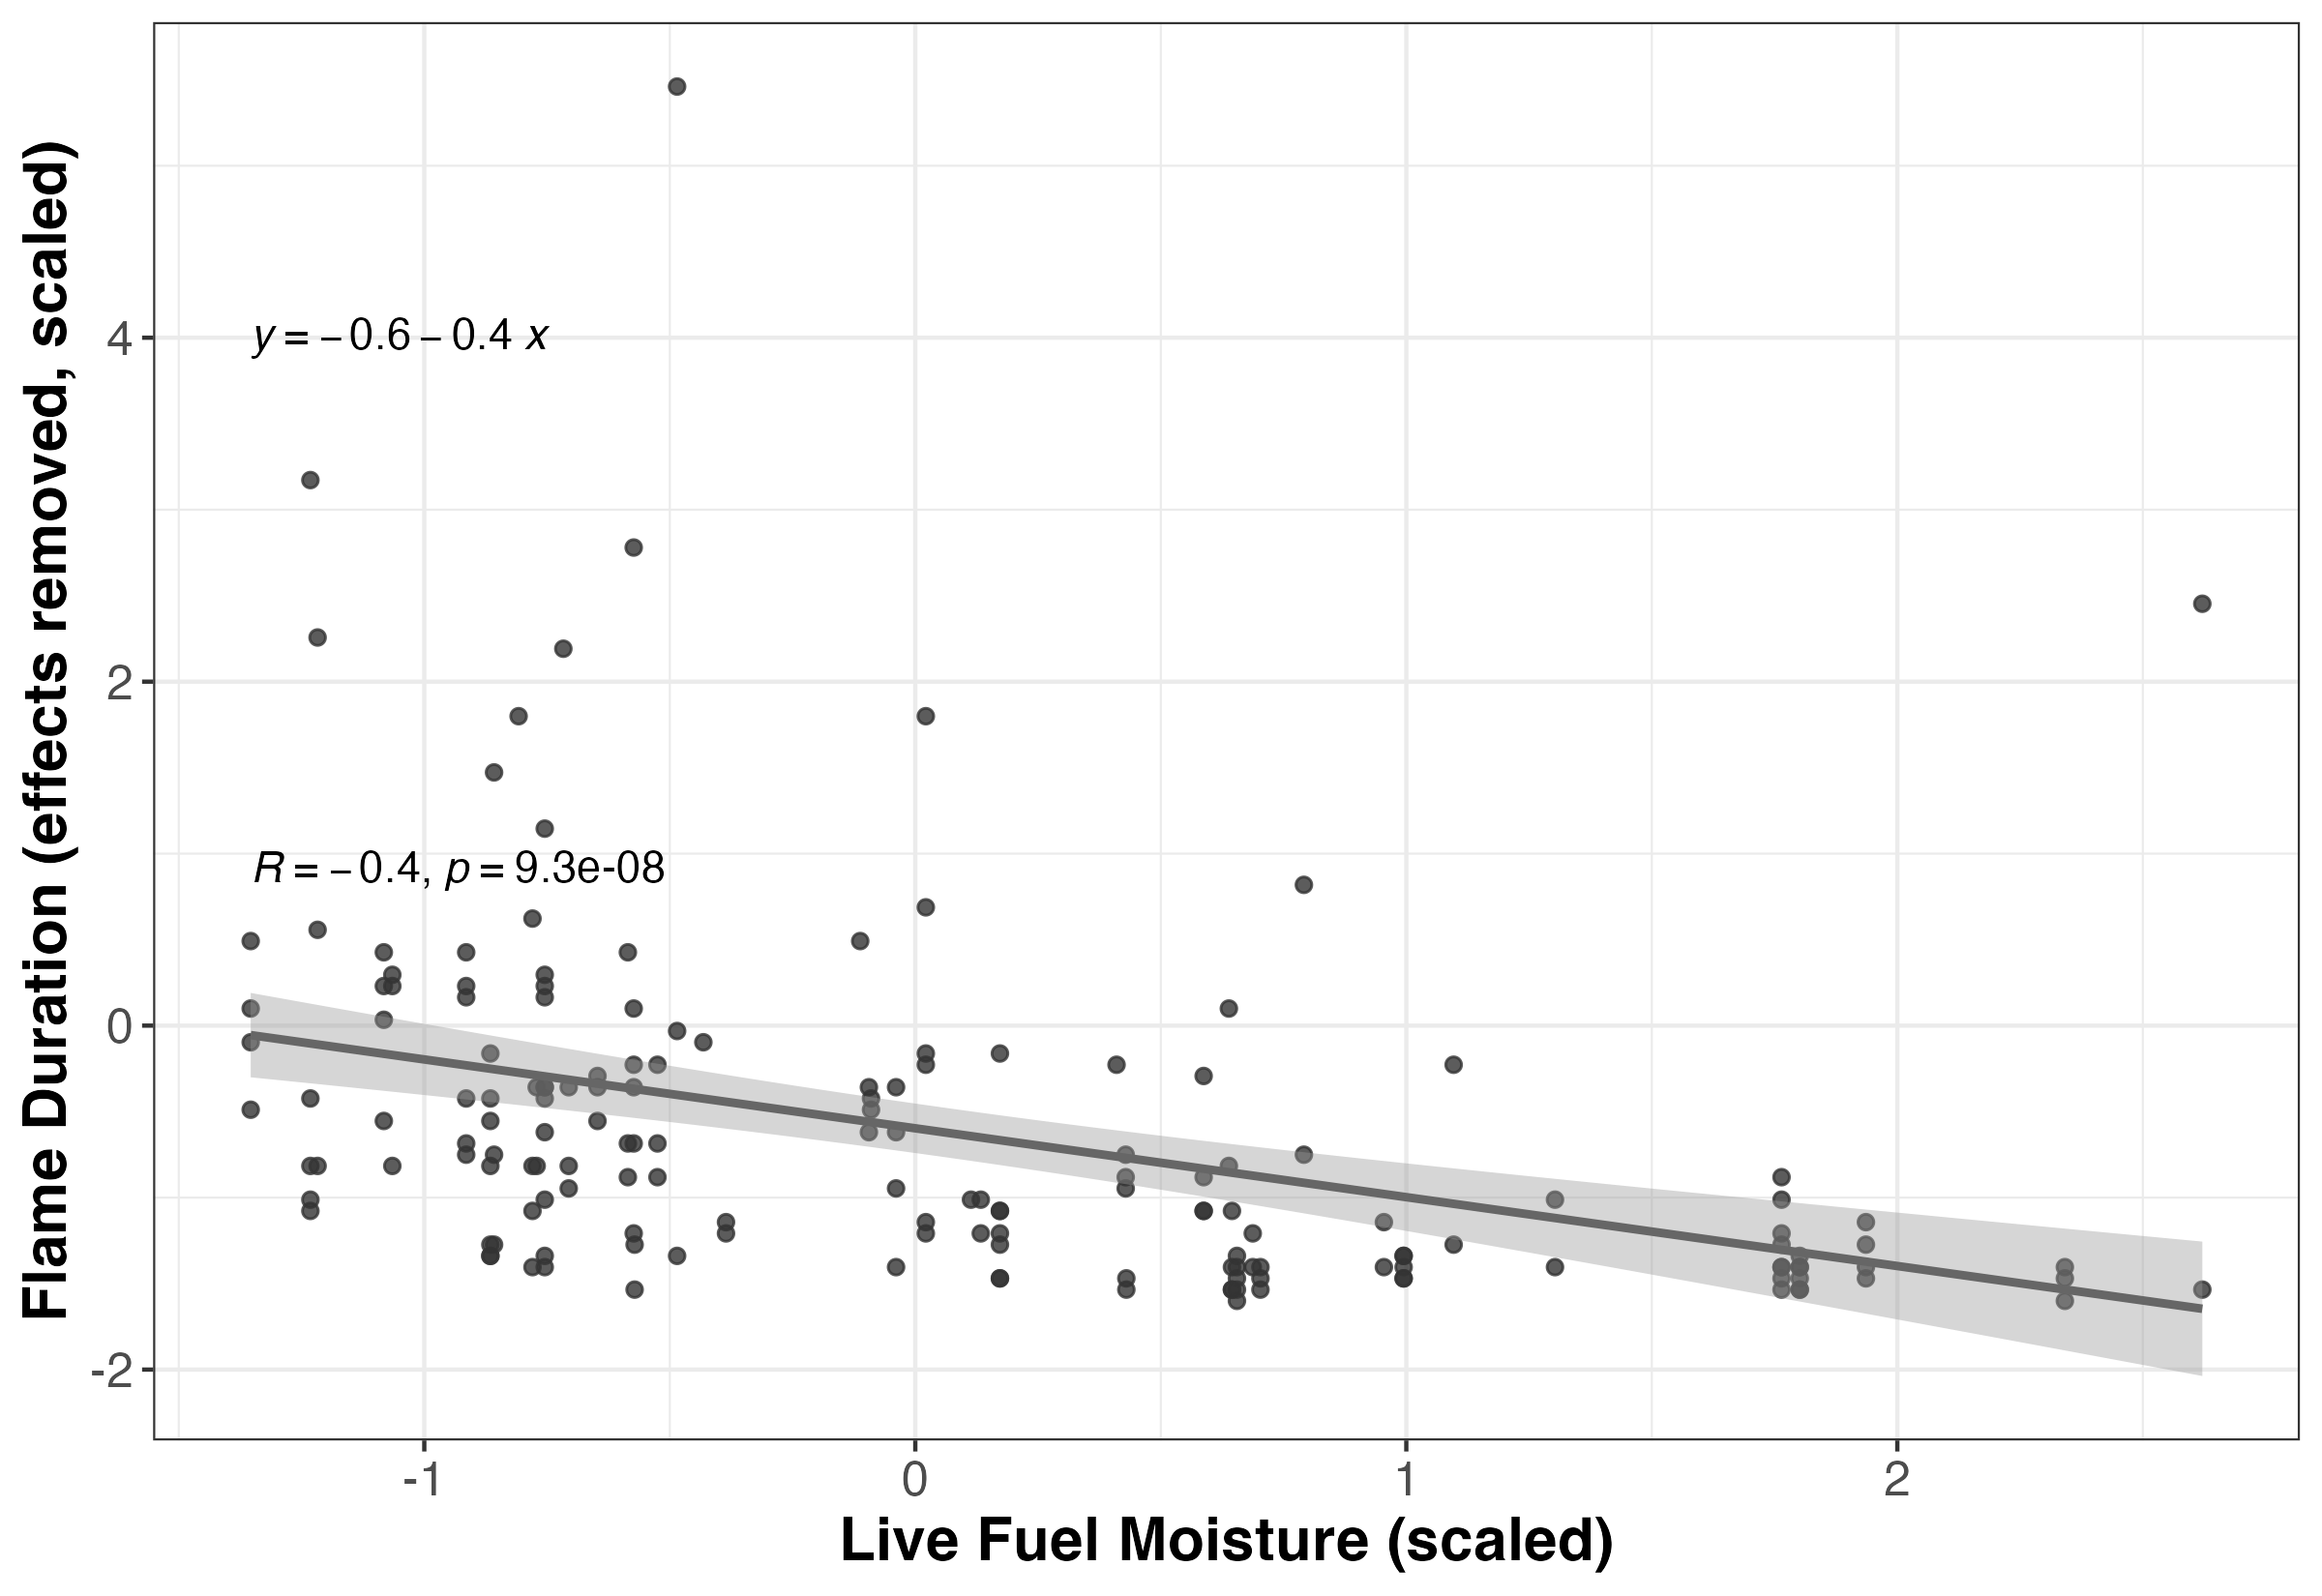 Flame Duration (effects removed, scaled)
4
2
0
-2
y = −0.6 − 0.4 x
R = −0.4, p = 9.3e-08
-1 0 1 2
Live Fuel Moisture (scaled)